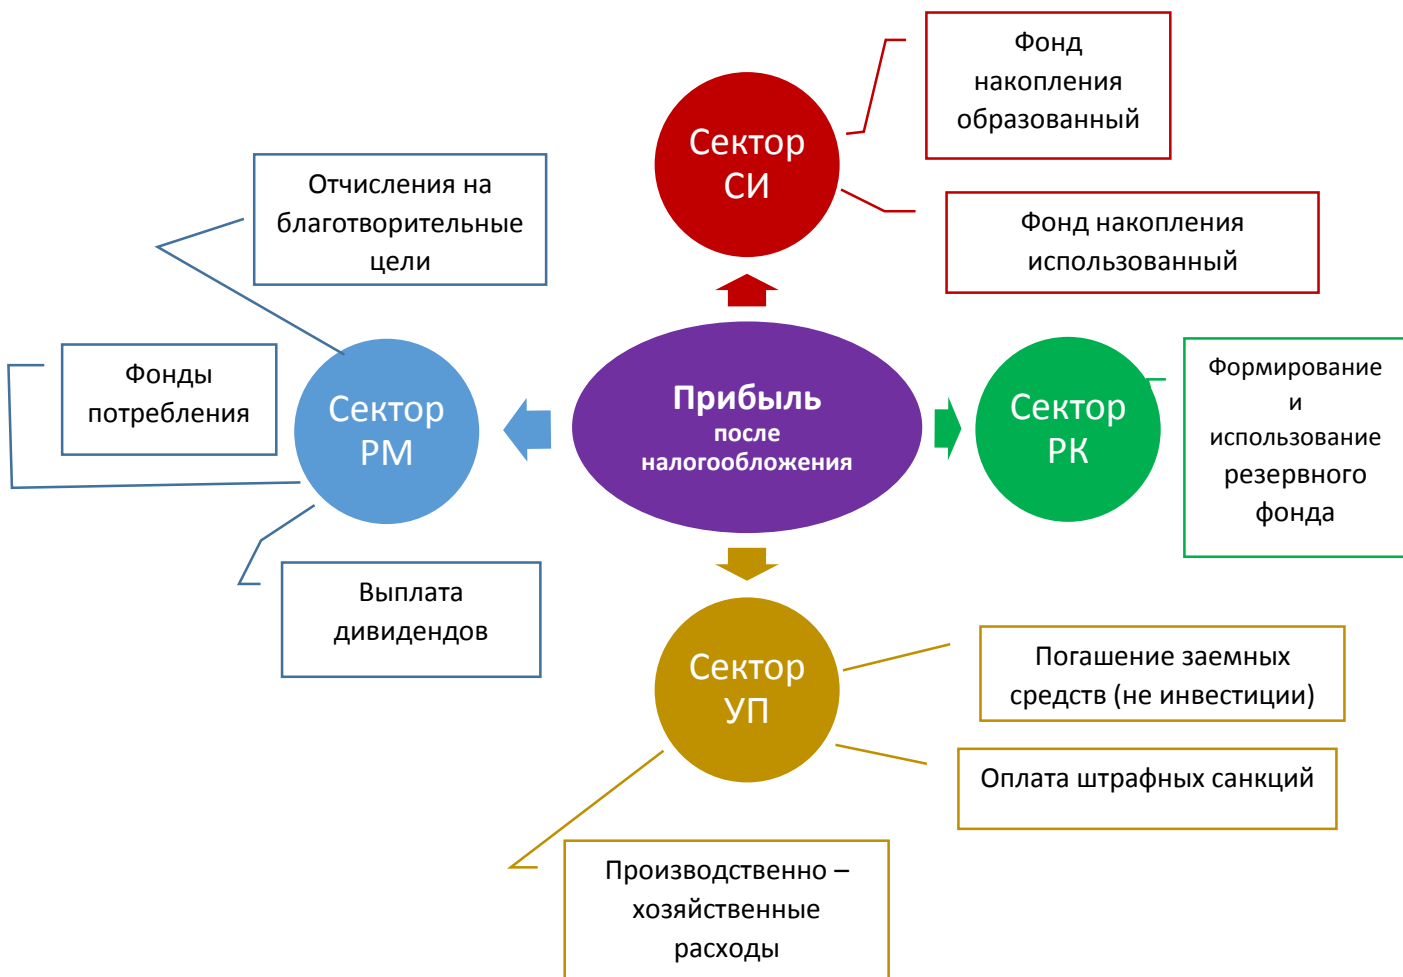 Фонд
накопления
образованный
Сектор
СИ
Фонд накопления
использованный
Отчисления на
благотворительные
цели
Фонды
потребления
Сектор
РМ
Выплата
дивидендов
Прибыль
после
налогообложения
Сектор
РК
Формирование
и
использование
резервного
фонда
Сектор
УП
Погашение заемных
средств (не инвестиции)
Оплата штрафных санкций
Производственно –
хозяйственные
расходы